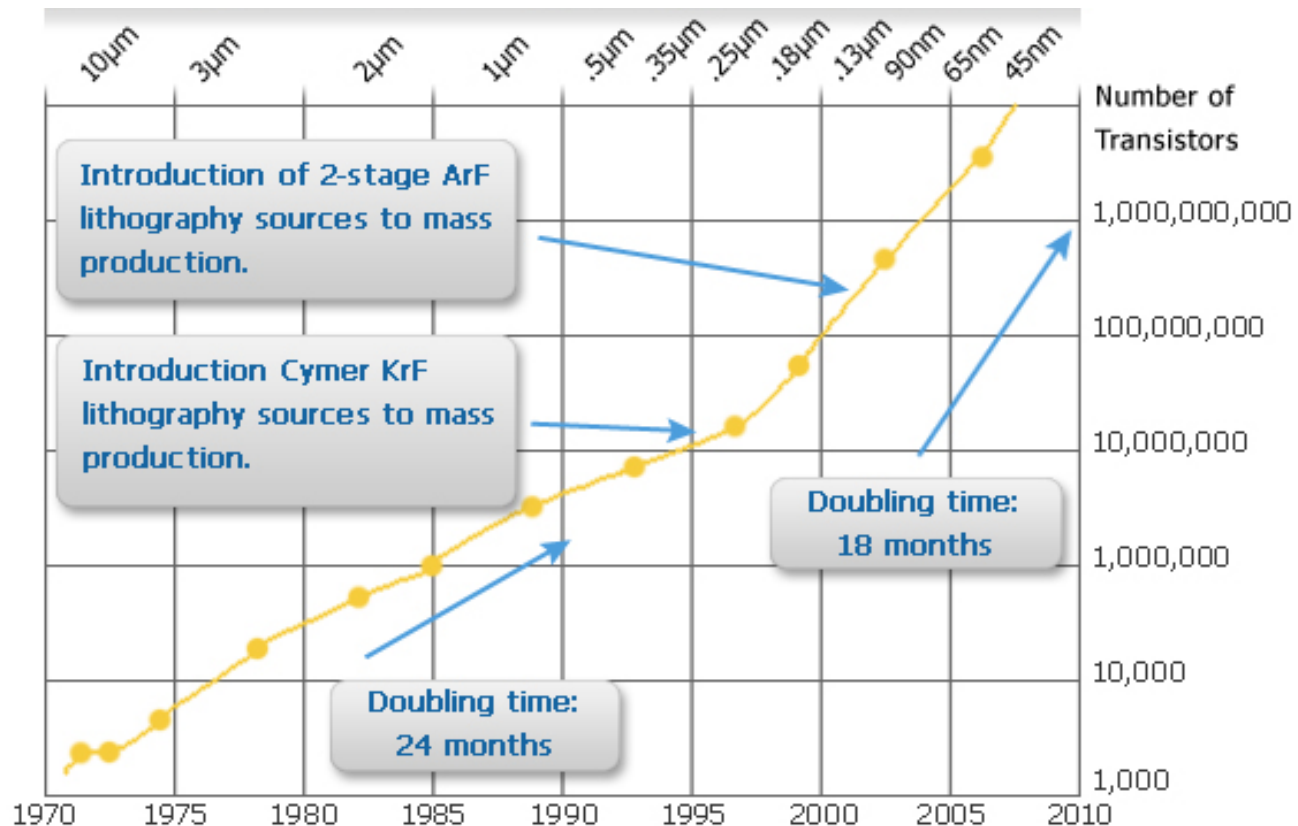 10µm 3µm 2µm 1µm .5µm .35µm .25µm .18µm .13µm 90nm 65nm 45nm
Number of
Transistors
Introduction of 2-stage ArF
lithography sources to mass
production.
1,000,000,000
100,000,000
Introduction Cymer KrF
lithography sources to mass
production.
10,000,000
Doubling time:
18 months
1,000,000
10,000
Doubling time:
24 months
1,000
1970 1975 1980 1985 1990 1995 2000 2005 2010